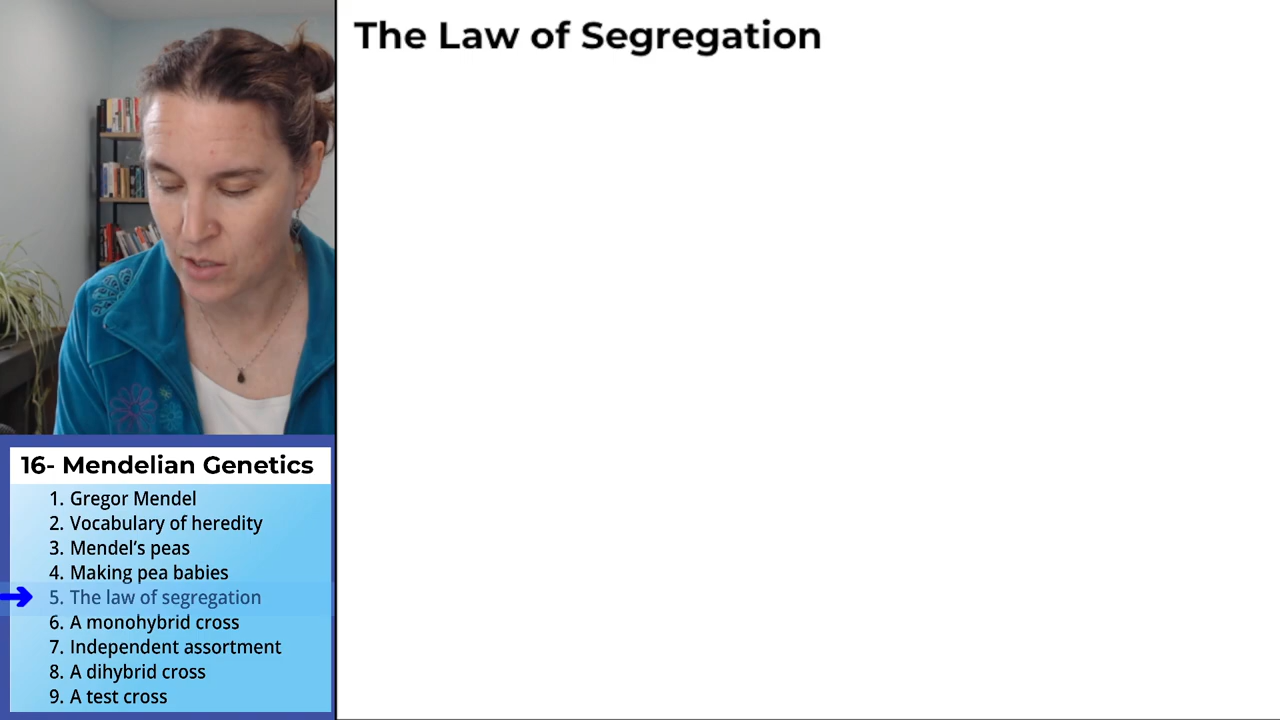 The Law of Segregation
16- Mendelian Genetics
1. Gregor Mendel
2. Vocabulary of heredity
3. Mendel's peas
4. Making pea babies
5. The law of segregation
6. A monohybrid cross
7. Independent assortment
8. A dihybrid cross
9. A test cross